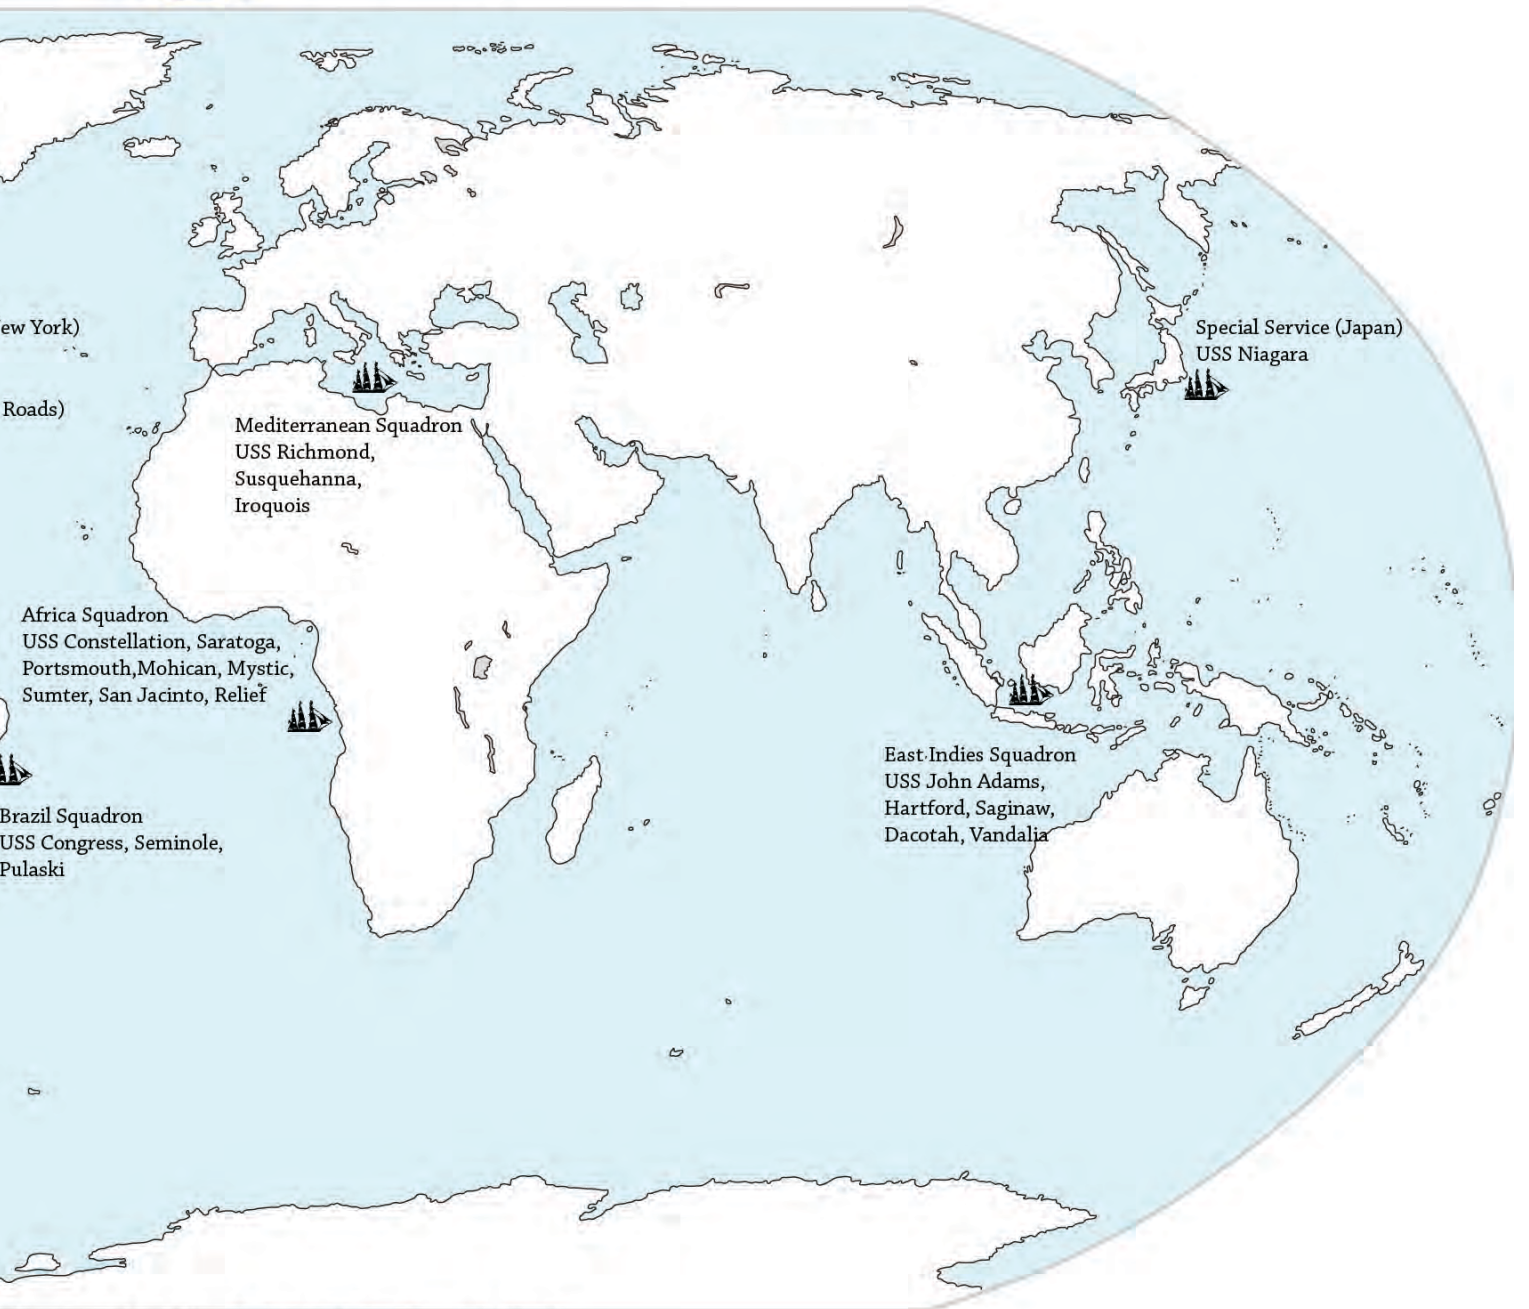 ew York)
Roads)
Special Service (Japan)
USS Niagara
Mediterranean Squadron
USS Richmond,
Susquehanna,
Iroquois
Africa Squadron
USS Constellation, Saratoga,
Portsmouth,Mohican, Mystic,
Sumter, San Jacinto, Relief
East Indies Squadron
USS John Adams,
Hartford, Saginaw,
Dacotah, Vandalia
Brazil Squadron
USS Congress, Seminole,
Pulaski